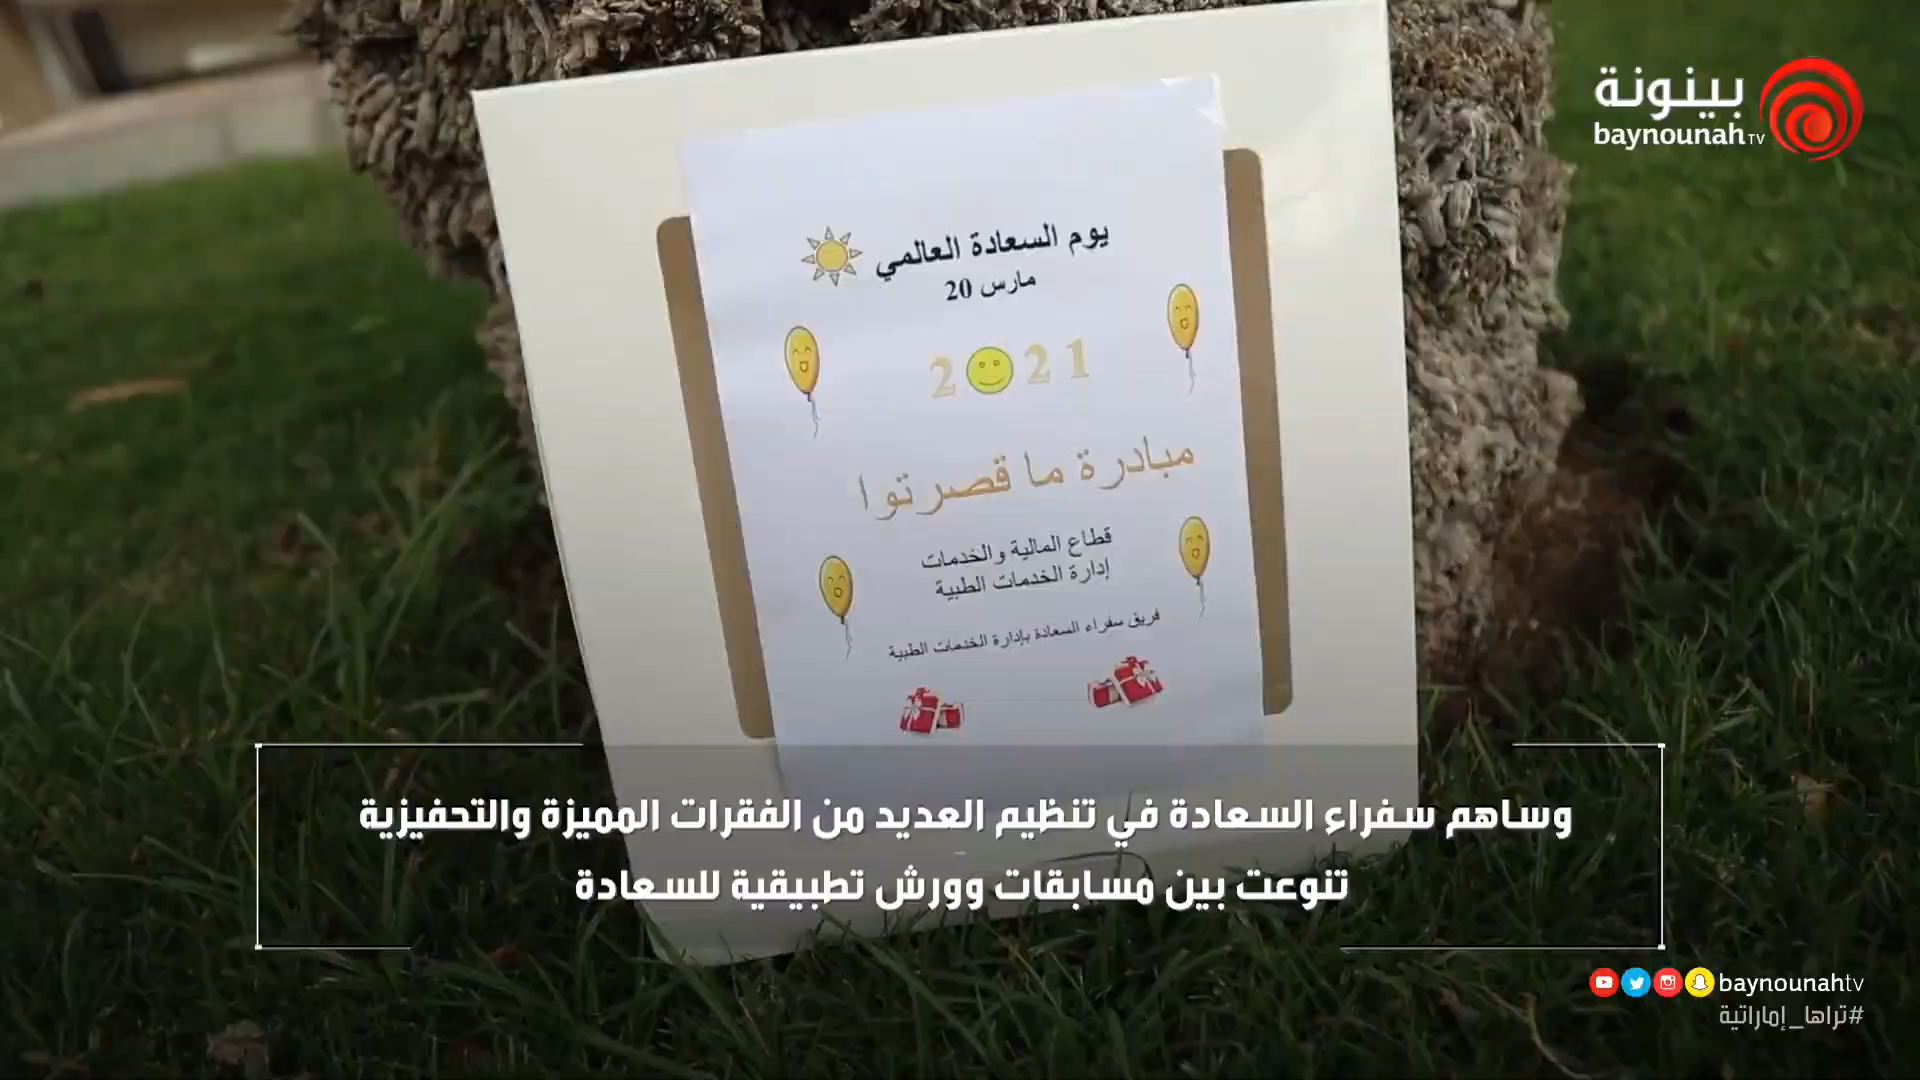 بينونة
baynounah TV
يوم السعادة العالمي
مارس 20
2021
مبادرة ما قصرتوا
قطاع المالية والخدمات
إدارة الخدمات الطبية
فريق سفراء السعادة بإدارة الخدمات الطبية
وساهم سفراء السعادة في تنظيم العديد من الفقرات المميزة والتحفيزية
تنوعت بين مسابقات وورش تطبيقية للسعادة
baynounahtv
#تراها_إماراتية